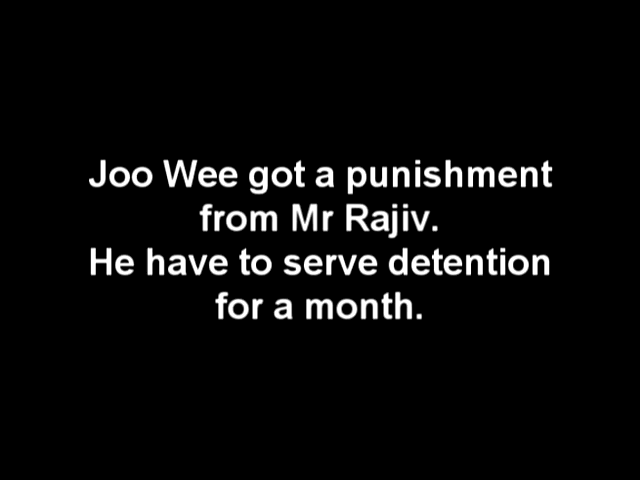 Joo Wee got a punishment
from Mr Rajiv.
He have to serve detention
for a month.